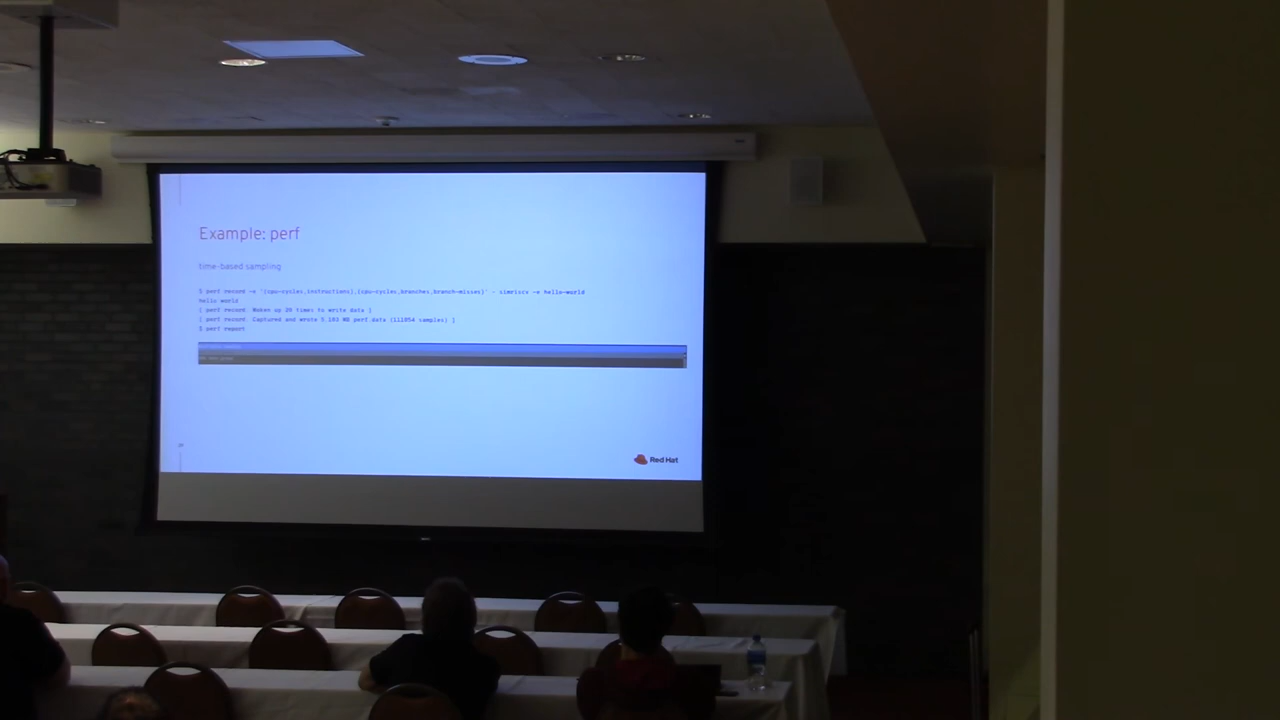 Example: perf
time-based sampling
$ perf record -e '{cpu-cycles,instructions},{cpu-cycles,branches,branch-misses}' - simriscv -e hello-world
hello world
[ perf record: Woken up 20 times to write data ]
[ perf record: Captured and wrote 5.103 MB perf.data (111054 samples) ]
$ perf report
Red Hat